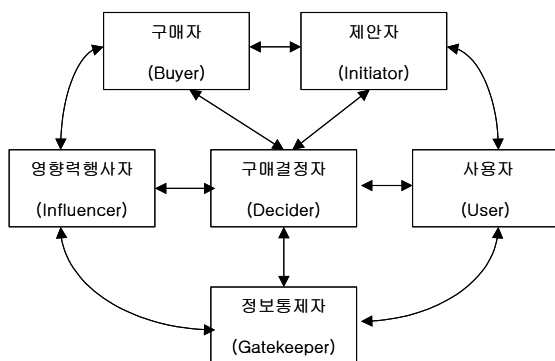 구매자
(Buyer)
제안자
(Initiator)
영향력행사자
(Influencer)
구매결정자
(Decider)
사용자
(User)
정보통제자
(Gatekeeper)